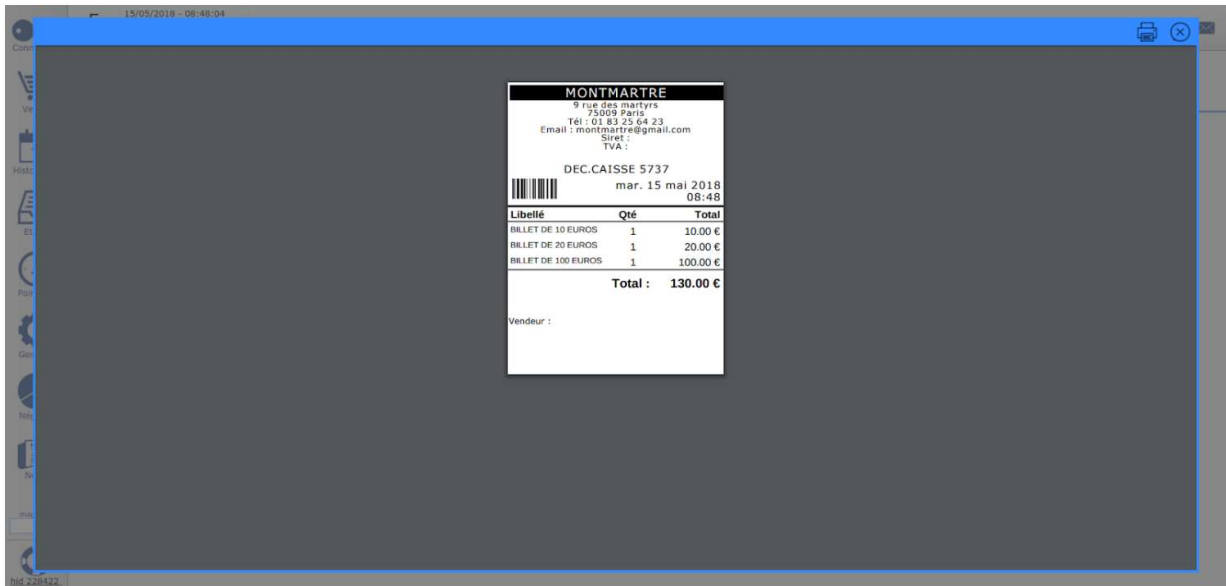 15/05/2018 - 08:48:04
MONTMARTRE
9 rue des martyrs
75009 Paris
Tél : 01 83 25 64 23
Email : montmartre@gmail.com
Siret :
TVA :
DEC.CAISSE 5737
mar. 15 mai 2018
08:48
Libellé Qté Total
BILLET DE 10 EUROS 1 10.00 €
BILLET DE 20 EUROS 1 20.00 €
BILLET DE 100 EUROS 1 100.00 €
Total : 130.00 €
Vendeur :
hid 228422